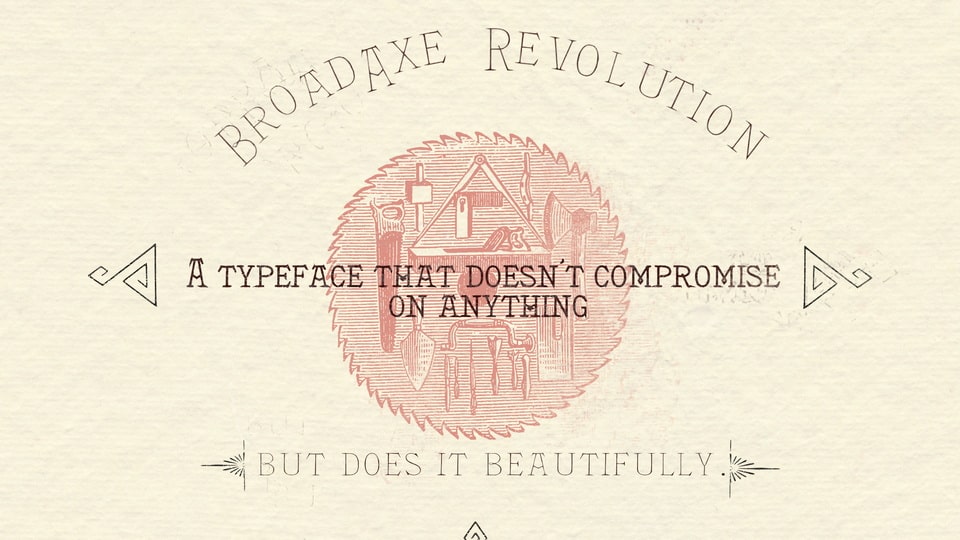 BROADAXE REVOLUTION
A TYPEFACE THAT DOESN'T COMPROMISE
ON ANYTHING
BUT DOES IT BEAUTIFULLY.